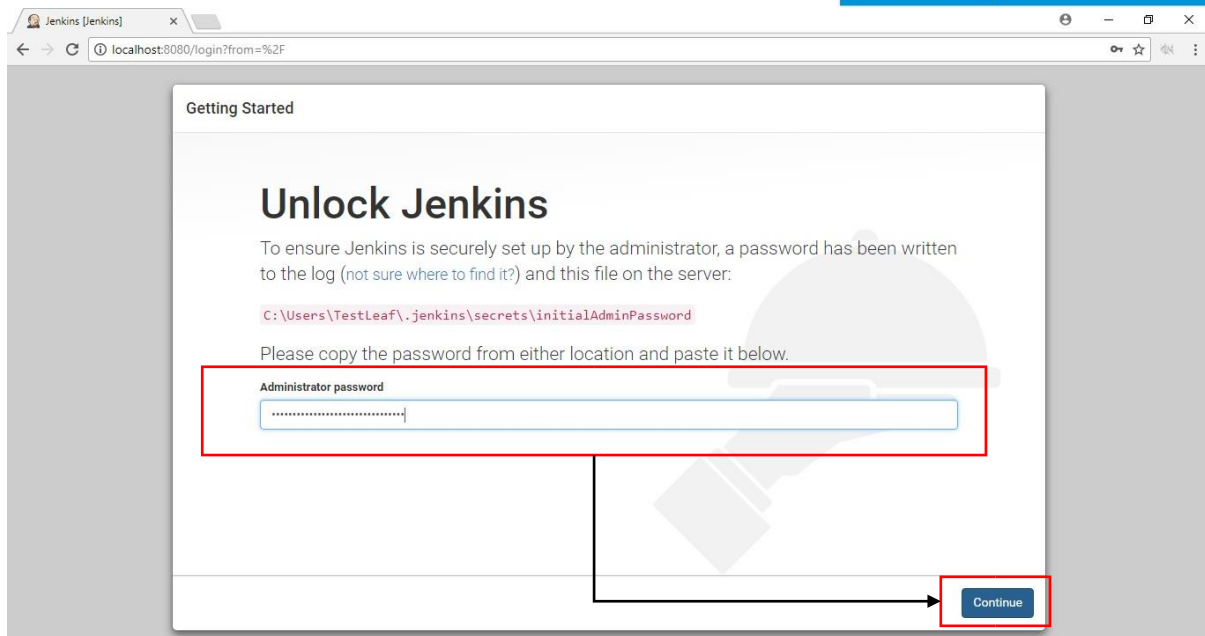 Jenkins [Jenkins]
localhost:8080/login?from=%2F
Getting Started
Unlock Jenkins
To ensure Jenkins is securely set up by the administrator, a password has been written
to the log (not sure where to find it?) and this file on the server:
C:\Users\TestLeaf\.jenkins\secrets\initialAdminPassword
Please copy the password from either location and paste it below.
Administrator password
Continue